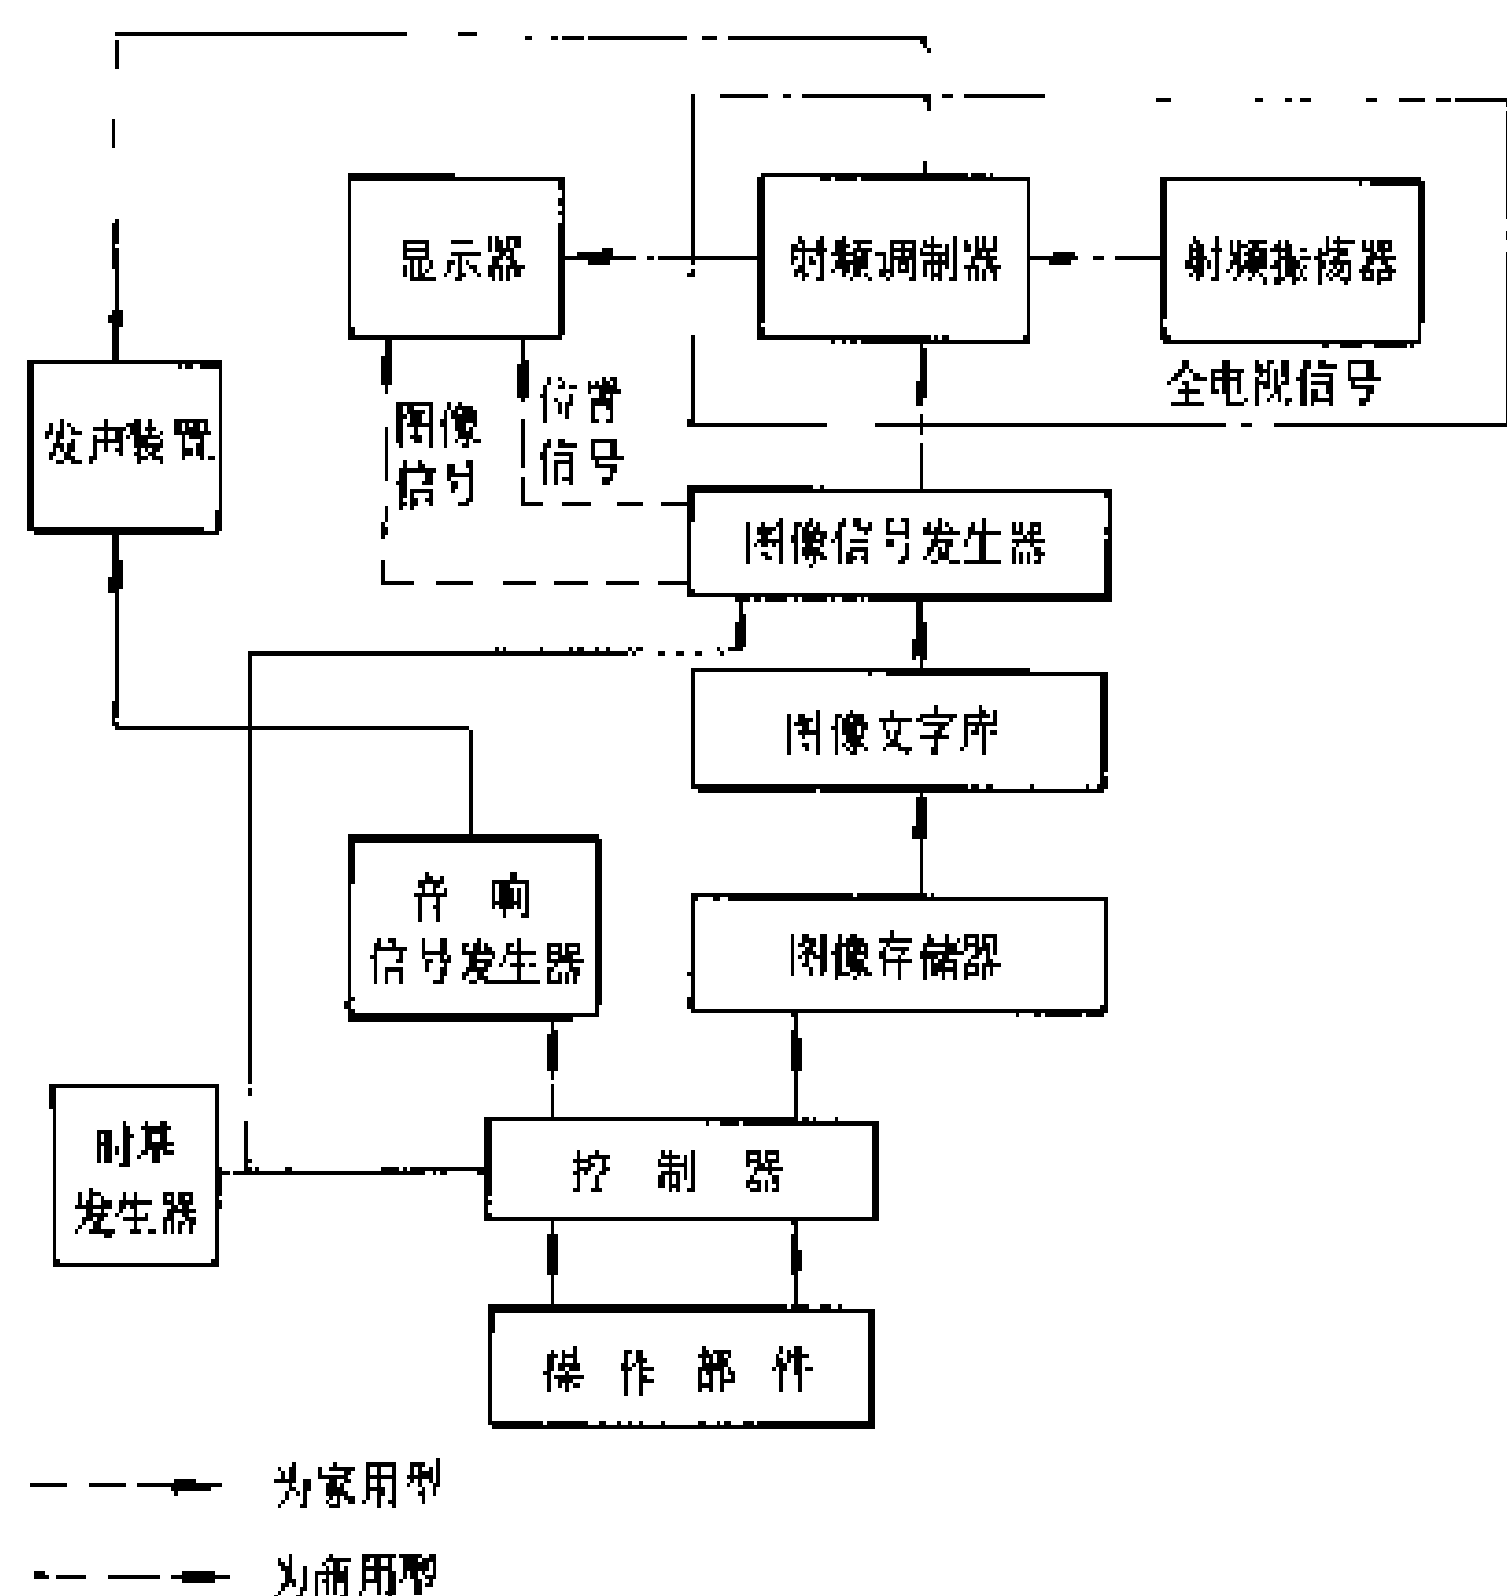 显示器
射频调制器
射频振荡器
全电视信号
发声装置
图像
信号
位置
信号
图像信号发生器
图像文字库
音 响
信号发生器
图像存储器
时基
发生器
控 制 器
操 作 部 件
为家用型
为商用型